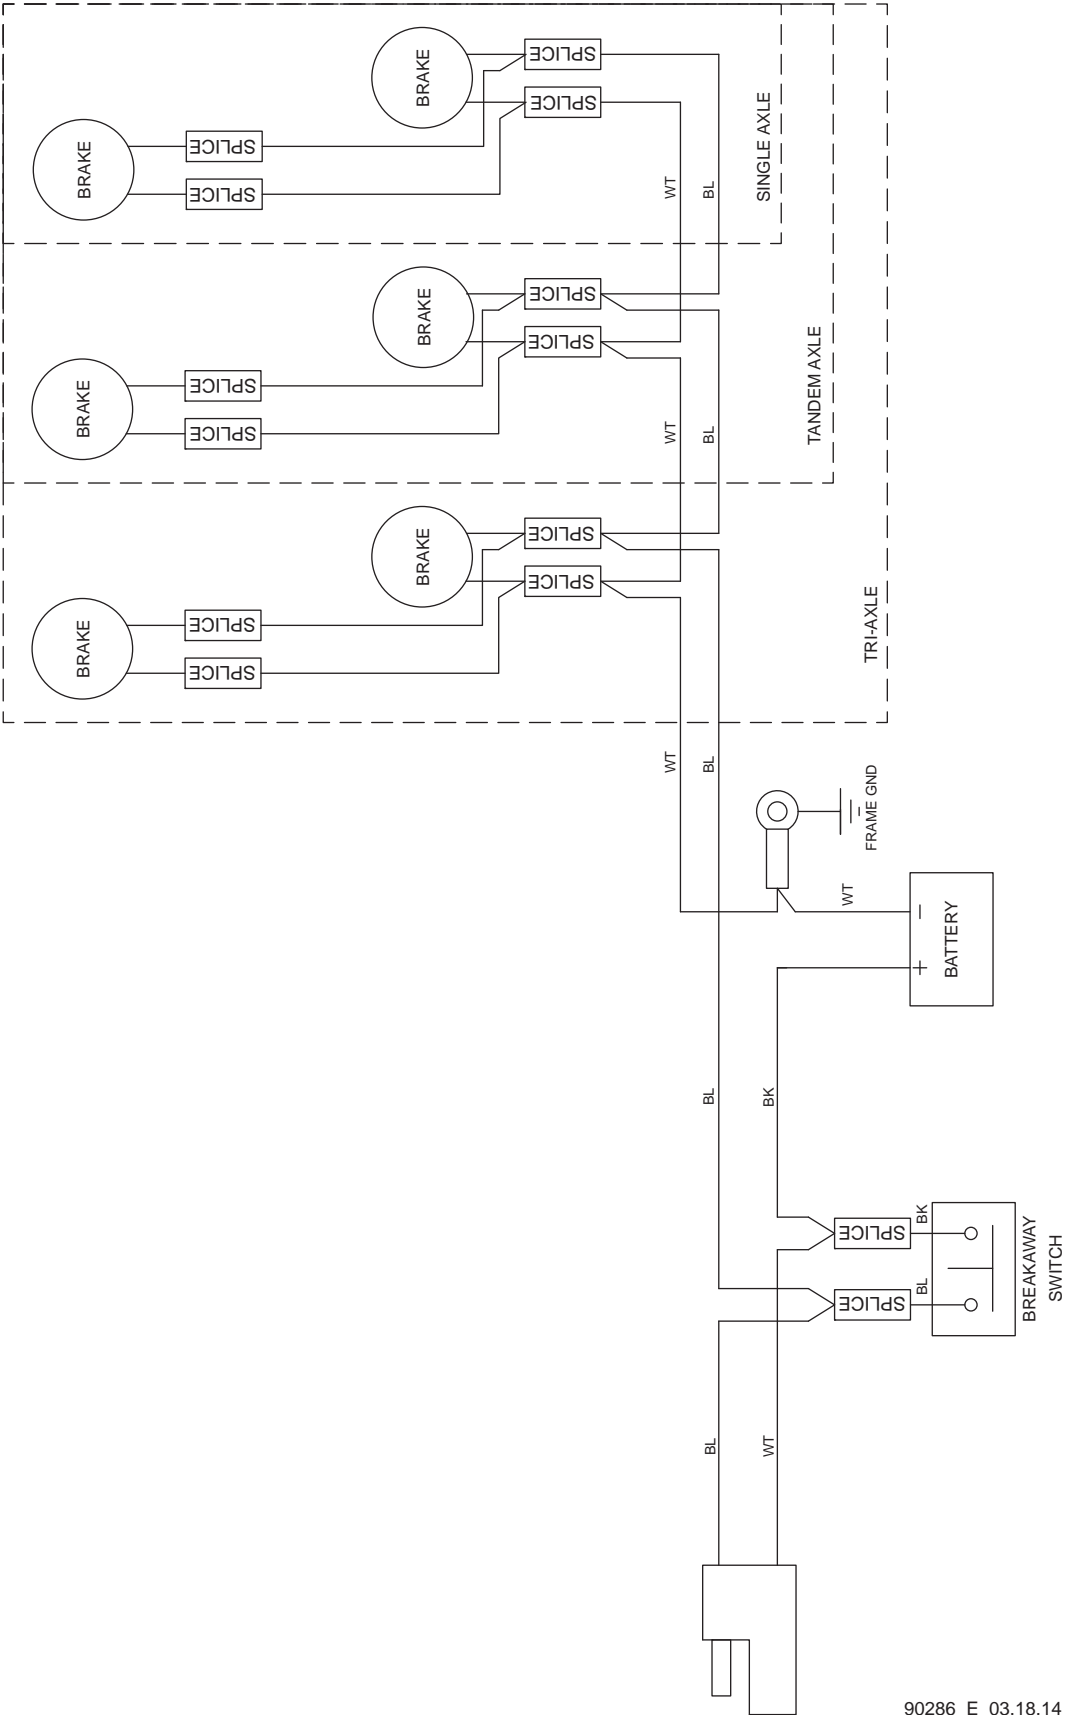 BRAKE
SPLICE
SPLICE
BRAKE
SPLICE
SPLICE
WT
BL
SINGLE AXLE
BRAKE
SPLICE
SPLICE
BRAKE
SPLICE
SPLICE
WT
BL
TANDEM AXLE
BRAKE
SPLICE
SPLICE
BRAKE
SPLICE
SPLICE
TRI-AXLE
WT
BL
FRAME GND
WT
–
+
BATTERY
BL
BK
SPLICE
BK
SPLICE
BL
BREAKAWAY
SWITCH
BL
WT
90286 E 03.18.14